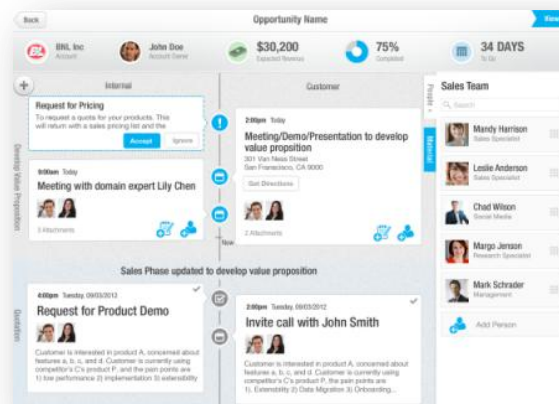 Back
Opportunity Name
View
BNL Inc
Account
John Doe
Account Owner
$30,200
Expected Revenue
75%
Completed
34 DAYS
To Go
Internal
Customer
Develop Value Proposition
Request for Pricing
To request a quote for your products. This
will return with a sales pricing list and the
Accept
Ignore
9:00am Today
Meeting with domain expert Lily Chen
3 Attachments
2:00pm Today
Meeting/Demo/Presentation to develop
value propsition
301 Van Ness Street
San Fransciso, CA 9000
Get Directions
2 Attachments
Now
Sales Phase updated to develop value proposition
Quotation
4:00pm Tuesday, 09/03/2013
Request for Product Demo
Customer is interested in product A, concerned about
features a, b, c, and d. Customer is currently using
competitor's C's product P, and the pain points are
1) low performance 2) implementation 3) extensibility
2:00pm Tuesday, 09/03/2012
Invite call with John Smith
Customer is interested in product A, concerned about
features a, b, c, and d. Customer is currently using
competitor's C's product P, and the pain points are
1). Extensibility 2) Data Migration 3) Onboarding...
People
Material
Sales Team
Search
Mandy Harrison
Sales Specialist
Leslie Anderson
Sales Specialist
Chad Wilson
Social Media
Margo Jenson
Research Specialist
Mark Schrader
Management
Add Person